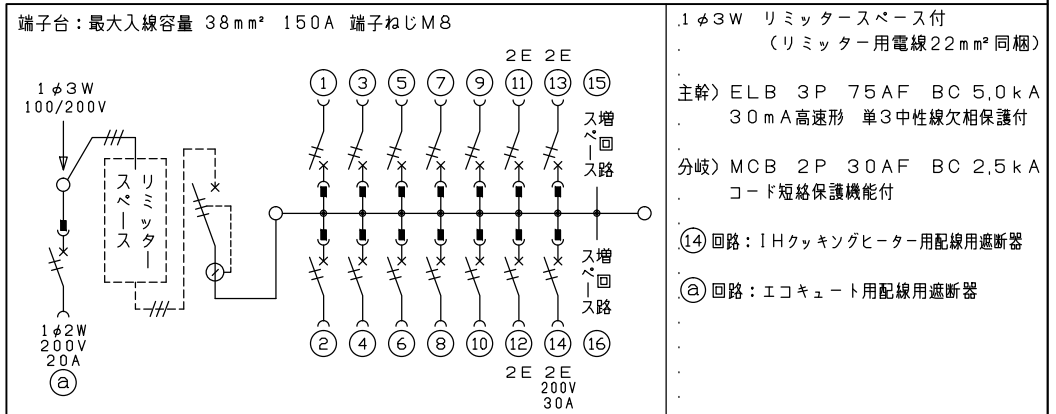 端子台：最大入線容量 38mm² 150A 端子ねじM8
1φ3W
100/200V
リミッター
スペース
1φ2W
200V
20A
ⓐ
2E 2E
① ③ ⑤ ⑦ ⑨ ⑪ ⑬ ⑮
増回路
スペース
増回路
スペース
② ④ ⑥ ⑧ ⑩ ⑫ ⑭ ⑯
2E 2E
200V
30A
1φ3W リミッタースペース付
（リミッター用電線22mm²同梱）
主幹）ELB 3P 75AF BC 5,0kA
30mA高速形 単3中性線欠相保護付
分岐）MCB 2P 30AF BC 2,5kA
コード短絡保護機能付
⑭回路：IHクッキングヒーター用配線用遮断器
ⓐ回路：エコキュート用配線用遮断器